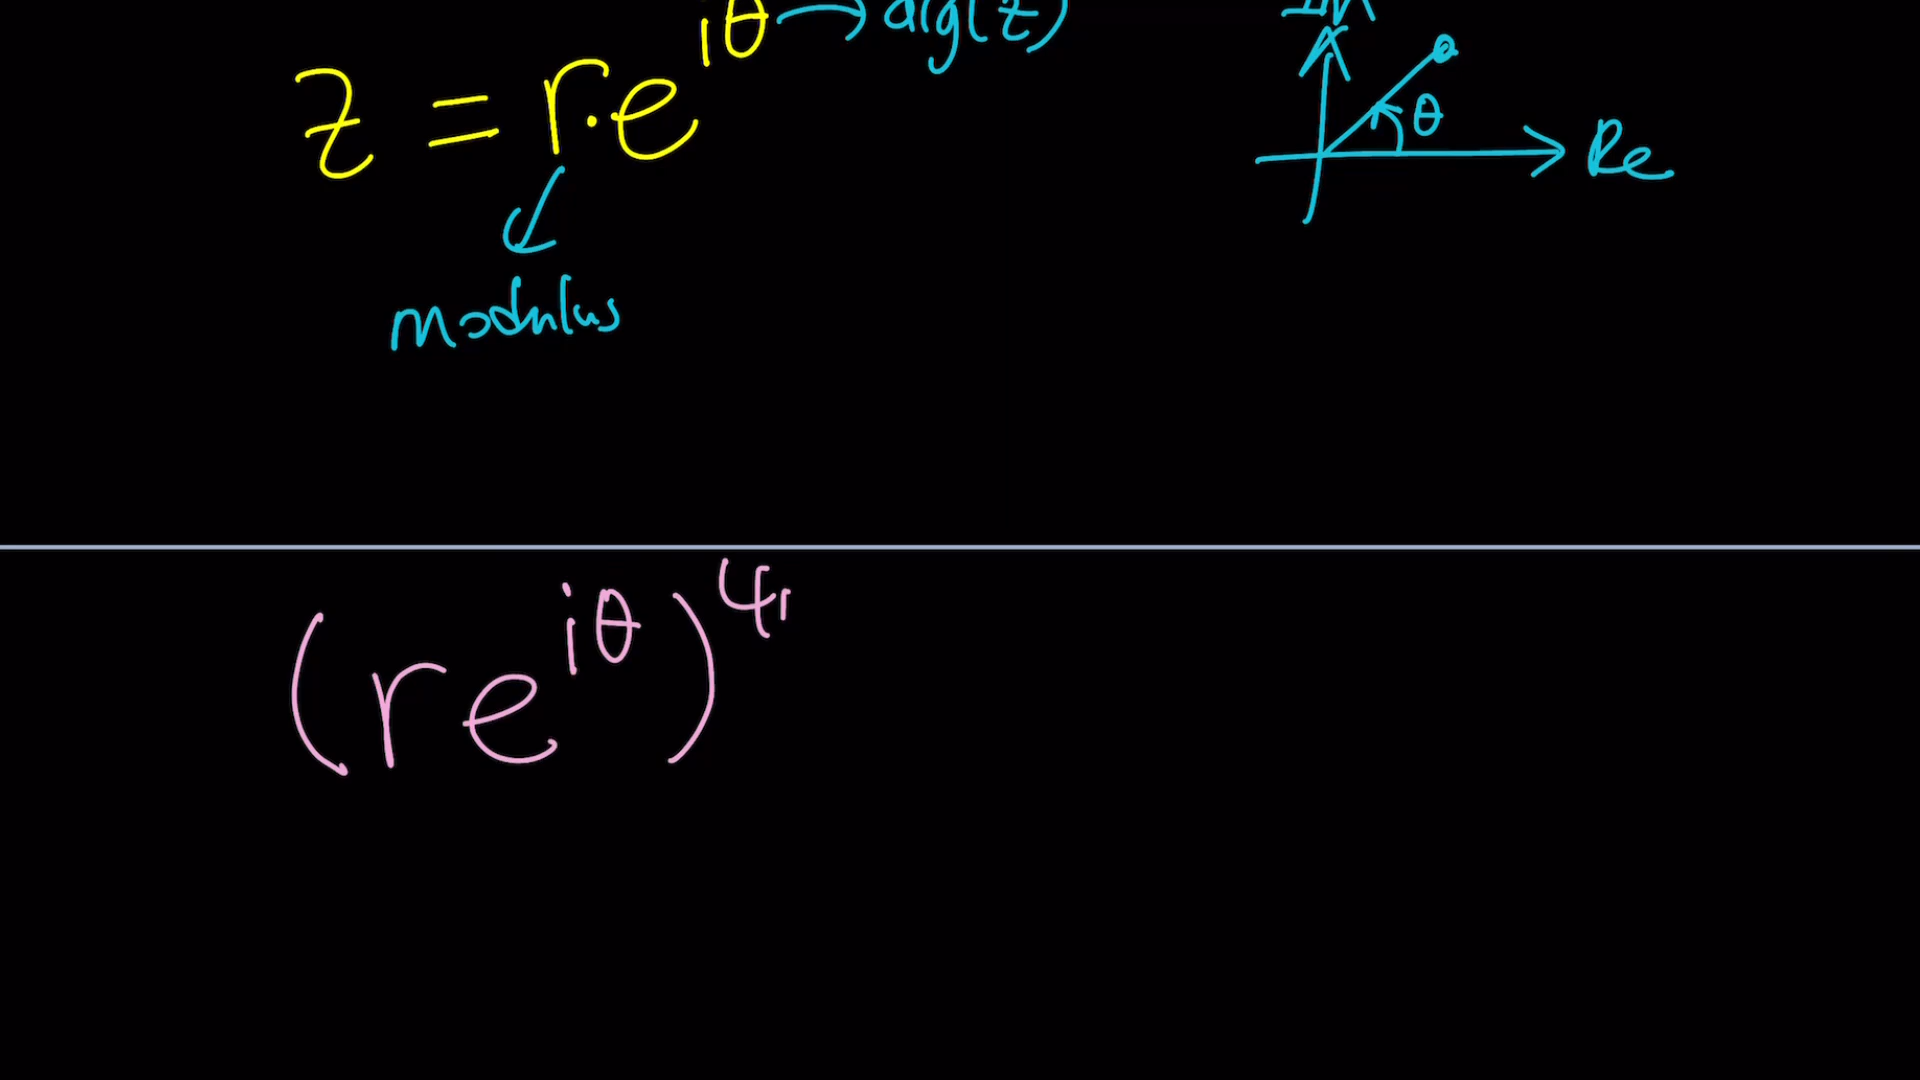 z = r·e^{iθ} → arg(z)
Im
θ
Re
modulus
(re^{iθ})^{4